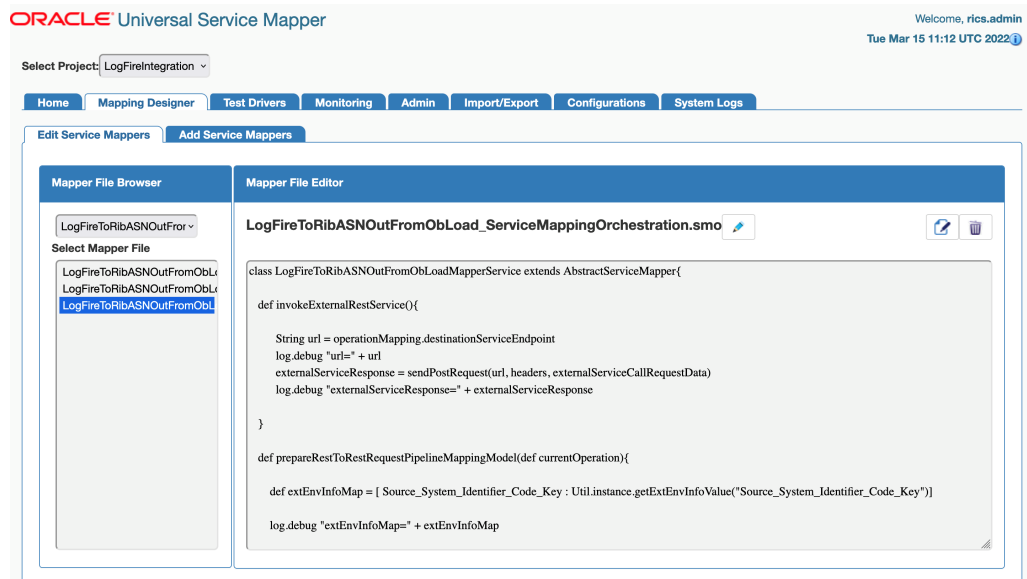 ORACLE Universal Service Mapper
Welcome, rics.admin
Tue Mar 15 11:12 UTC 2022
Select Project: LogFireIntegration
Home Mapping Designer Test Drivers Monitoring Admin Import/Export Configurations System Logs
Edit Service Mappers Add Service Mappers
Mapper File Browser
LogFireToRibASNOutFror
Select Mapper File
LogFireToRibASNOutFromObL
LogFireToRibASNOutFromObL
LogFireToRibASNOutFromObL
Mapper File Editor
LogFireToRibASNOutFromObLoad_ServiceMappingOrchestration.smo
class LogFireToRibASNOutFromObLoadMapperService extends AbstractServiceMapper{
def invokeExternalRestService(){
String url = operationMapping.destinationServiceEndpoint
log.debug "url=" + url
externalServiceResponse = sendPostRequest(url, headers, externalServiceCallRequestData)
log.debug "externalServiceResponse=" + externalServiceResponse
}
def prepareRestToRestRequestPipelineMappingModel(def currentOperation){
def extEnvInfoMap = [ Source_System_Identifier_Code_Key : Util.instance.getExtEnvInfoValue("Source_System_Identifier_Code_Key")]
log.debug "extEnvInfoMap=" + extEnvInfoMap